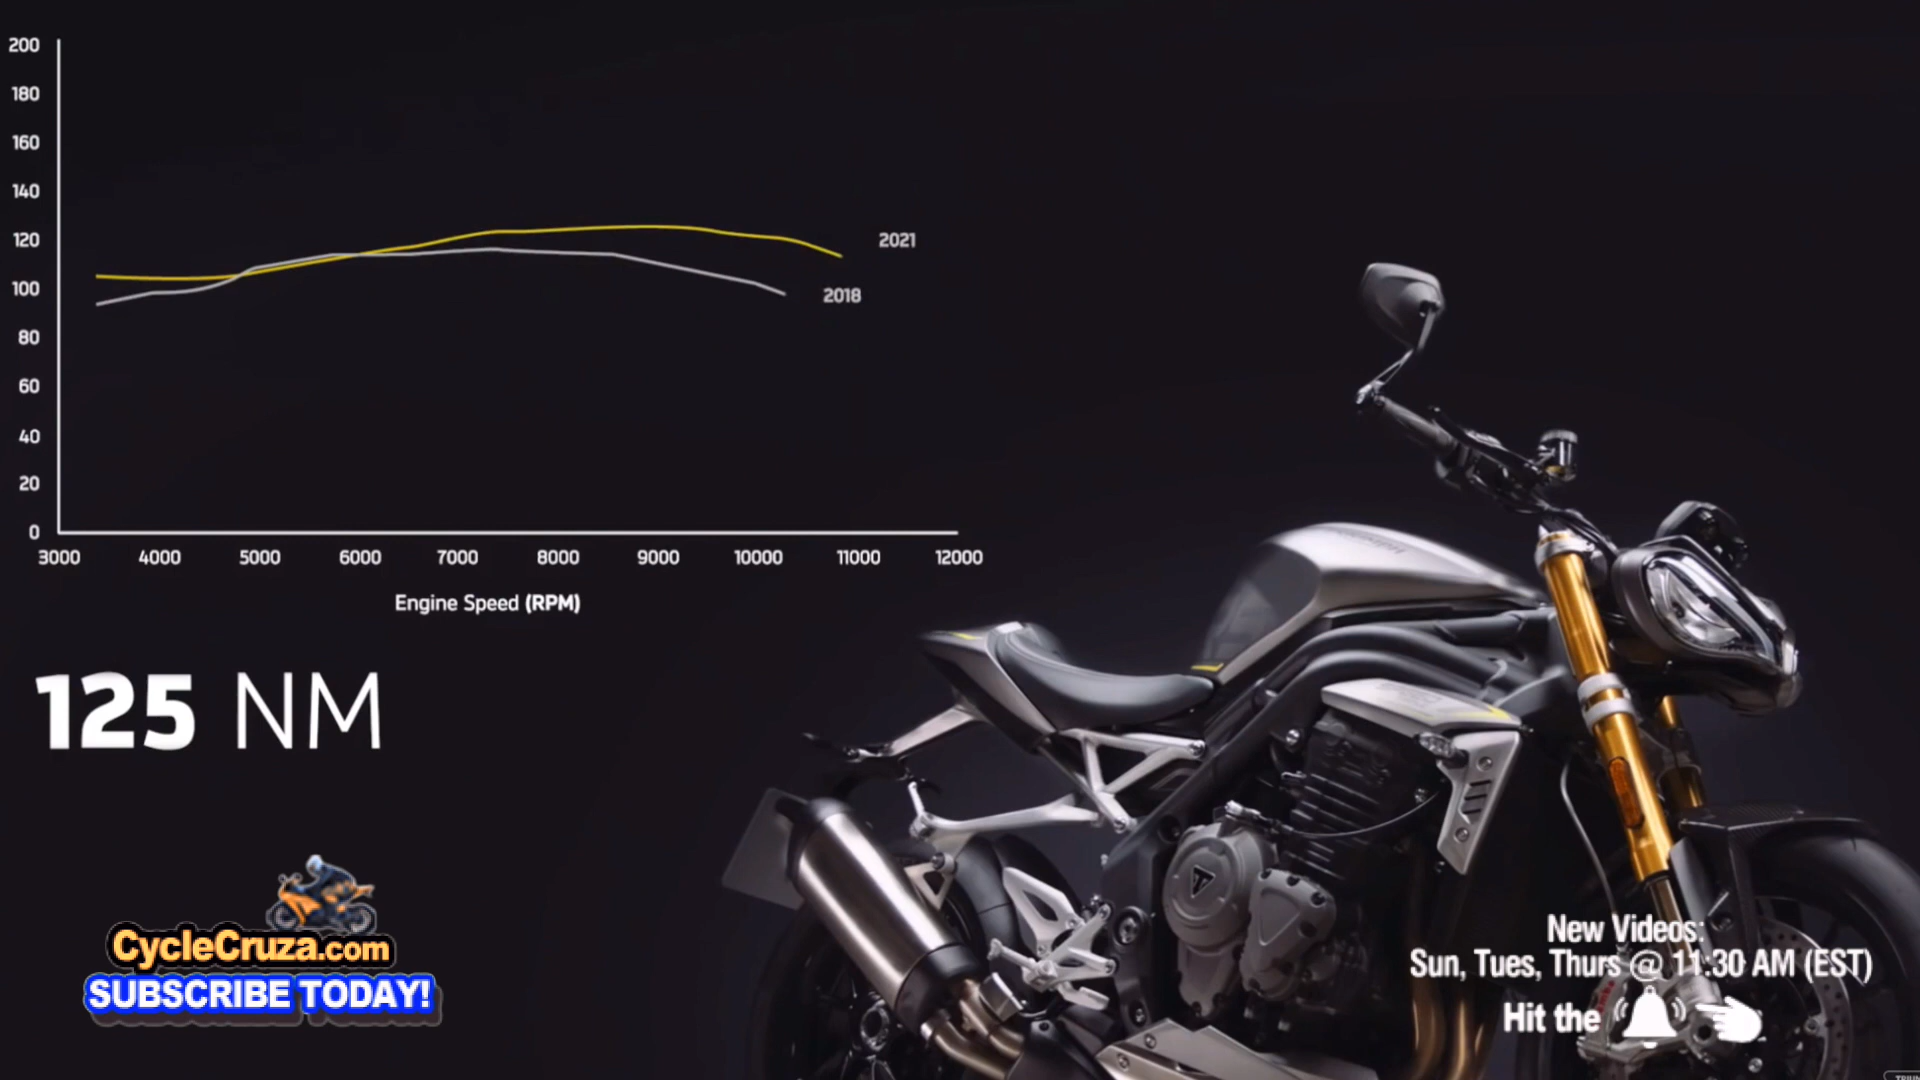 200
180
160
140
120
100
80
60
40
20
0
2021
2018
3000 4000 5000 6000 7000 8000 9000 10000 11000 12000
Engine Speed (RPM)
125 NM
CycleCruza.com
SUBSCRIBE TODAY!
New Videos:
Sun, Tues, Thurs @ 11:30 AM (EST)
Hit the